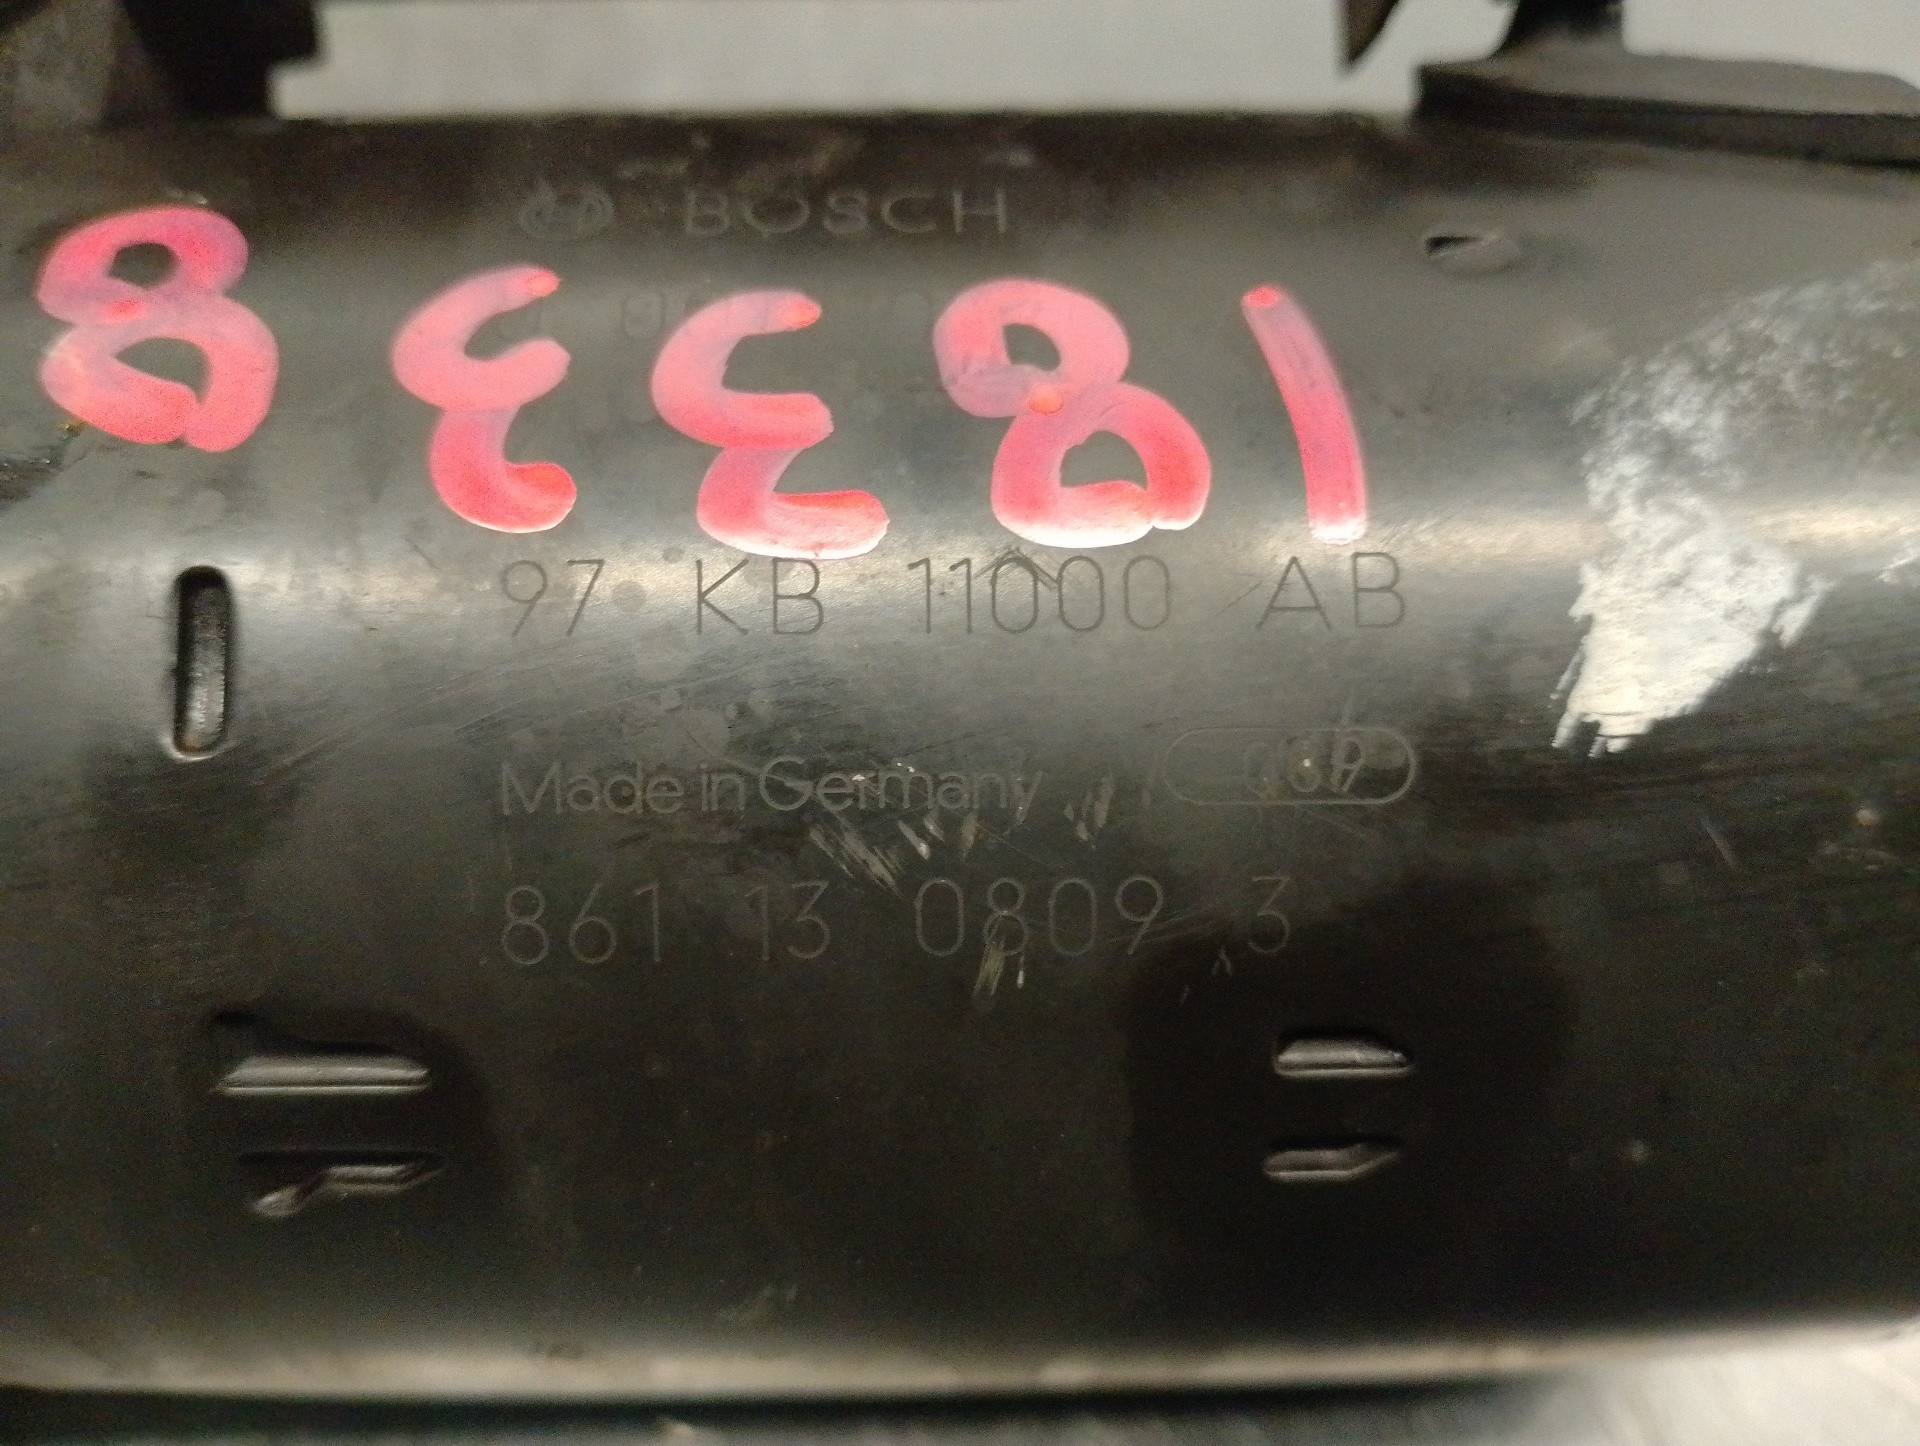 BOSCH
18338
97 KB 11000 AB
Made in Germany
861 13 0809 3